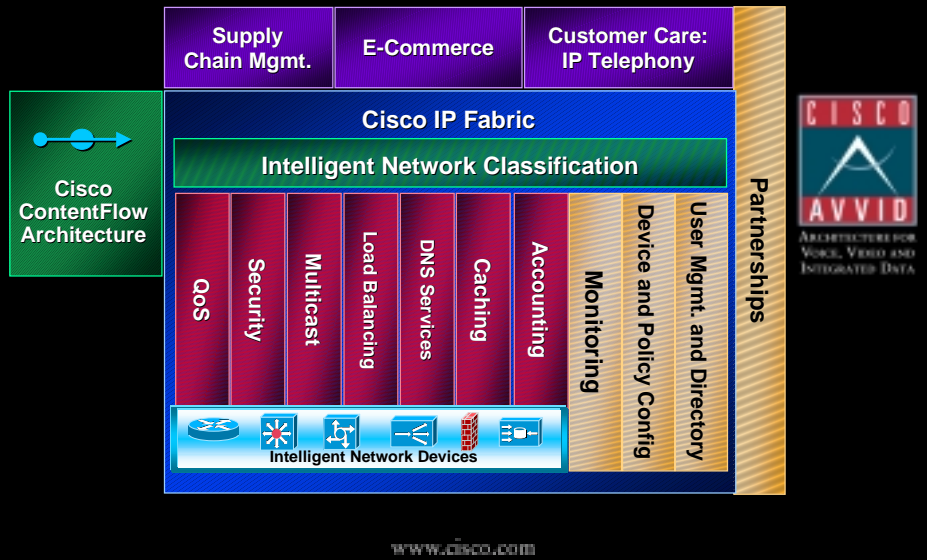 Supply
Chain Mgmt.
E-Commerce
Customer Care:
IP Telephony
Cisco IP Fabric
Intelligent Network Classification
Cisco
ContentFlow
Architecture
QoS
Security
Multicast
Load Balancing
DNS Services
Caching
Accounting
Monitoring
Device and Policy Config
User Mgmt. and Directory
Partnerships
Intelligent Network Devices
CISCO
AVVID
ARCHITECTURE FOR
VOICE, VIDEO AND
INTEGRATED DATA
www.cisco.com